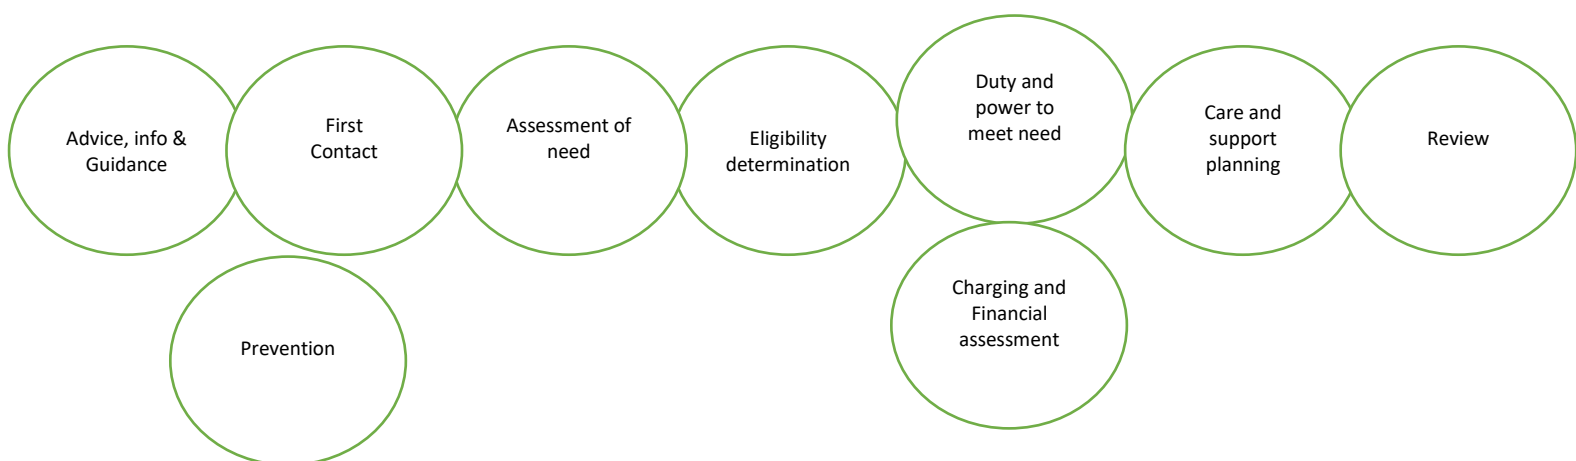 Advice, info &
Guidance
First
Contact
Assessment of
need
Eligibility
determination
Duty and
power to
meet need
Care and
support
planning
Review
Prevention
Charging and
Financial
assessment